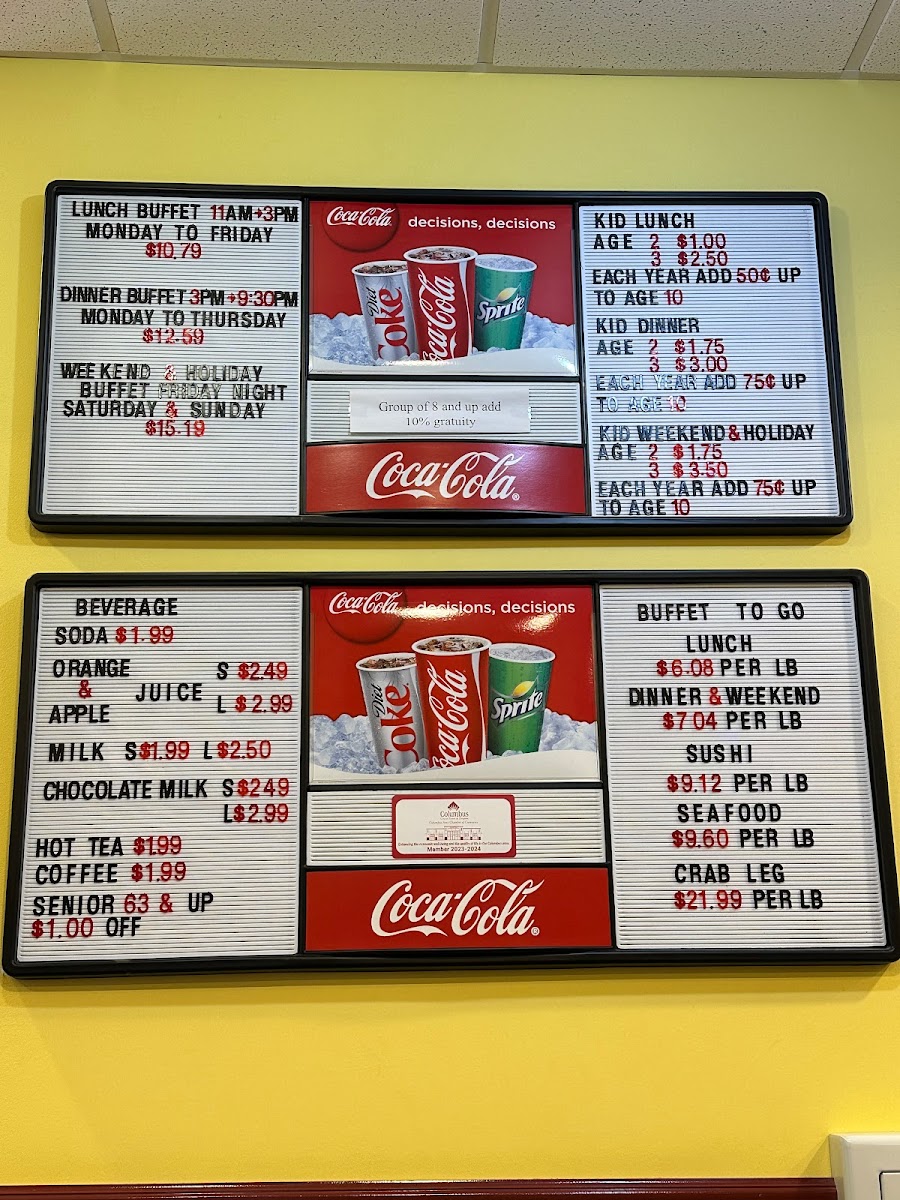 LUNCH BUFFET 11AM→3PM
MONDAY TO FRIDAY
$10.79
DINNER BUFFET 3PM→9:30PM
MONDAY TO THURSDAY
$12.59
WEEKEND & HOLIDAY
BUFFET FRIDAY NIGHT
SATURDAY & SUNDAY
$15.19
Coca-Cola decisions, decisions
Diet Coke
Coca-Cola
Sprite
Group of 8 and up add
10% gratuity
Coca-Cola®
KID LUNCH
AGE 2 $1.00
3 $2.50
EACH YEAR ADD 50¢ UP
TO AGE 10
KID DINNER
AGE 2 $1.75
3 $3.00
EACH YEAR ADD 75¢ UP
TO AGE 10
KID WEEKEND & HOLIDAY
AGE 2 $1.75
3 $3.50
EACH YEAR ADD 75¢ UP
TO AGE 10
BEVERAGE
SODA $1.99
ORANGE S $2.49
& JUICE
APPLE L $2.99
MILK S $1.99 L $2.50
CHOCOLATE MILK S $2.49
L $2.99
HOT TEA $1.99
COFFEE $1.99
SENIOR 63 & UP
$1.00 OFF
Coca-Cola decisions, decisions
Diet Coke
Coca-Cola
Sprite
Columbus
Member 2023-2024
Coca-Cola®
BUFFET TO GO
LUNCH
$6.08 PER LB
DINNER & WEEKEND
$7 04 PER LB
SUSHI
$9.12 PER LB
SEAFOOD
$9.60 PER LB
CRAB LEG
$21.99 PER LB